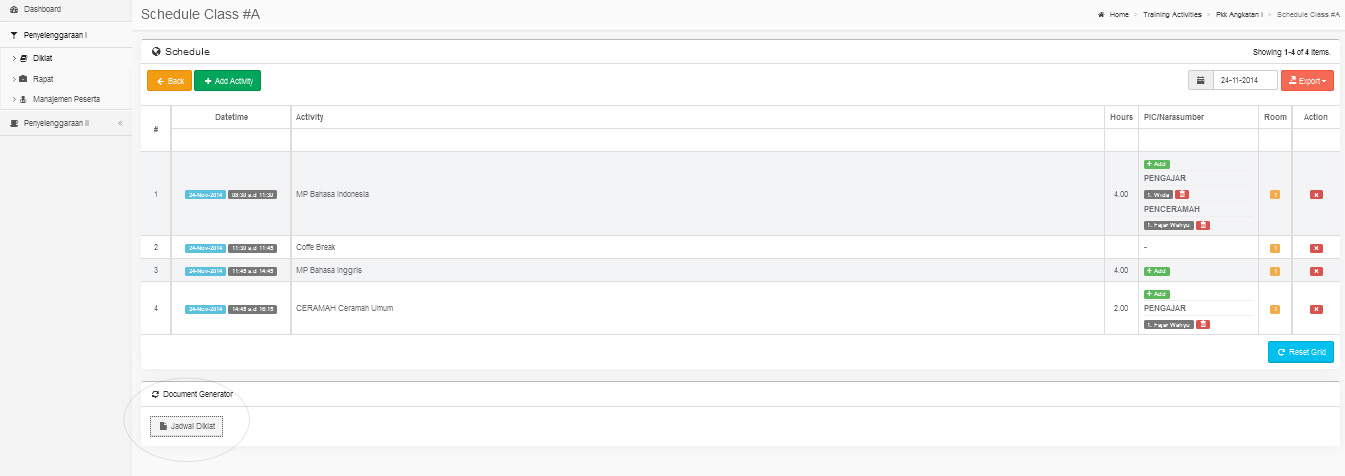 Dashboard
Schedule Class #A
Home > Training Activities > Pkk Angkatan I > Schedule Class #A
Penyelenggaraan I
Diklat
Rapat
Manajemen Peserta
Penyelenggaraan II
Schedule
Showing 1-4 of 4 items.
Back
Add Activity
24-11-2014
Export
# Datetime Activity Hours PIC/Narasumber Room Action
1 24-Nov-2014 08:30 s.d 11:30 MP Bahasa Indonesia 4.00
Add
PENGAJAR
1. Wida
PENCERAMAH
1. Fajar Wahyu
1
2 24-Nov-2014 11:30 s.d 11:45 Coffe Break - 1
3 24-Nov-2014 11:45 s.d 14:45 MP Bahasa Inggris 4.00 Add 1
4 24-Nov-2014 14:45 s.d 16:15 CERAMAH Ceramah Umum 2.00
Add
PENGAJAR
1. Fajar Wahyu
1
Reset Grid
Document Generator
Jadwal Diklat